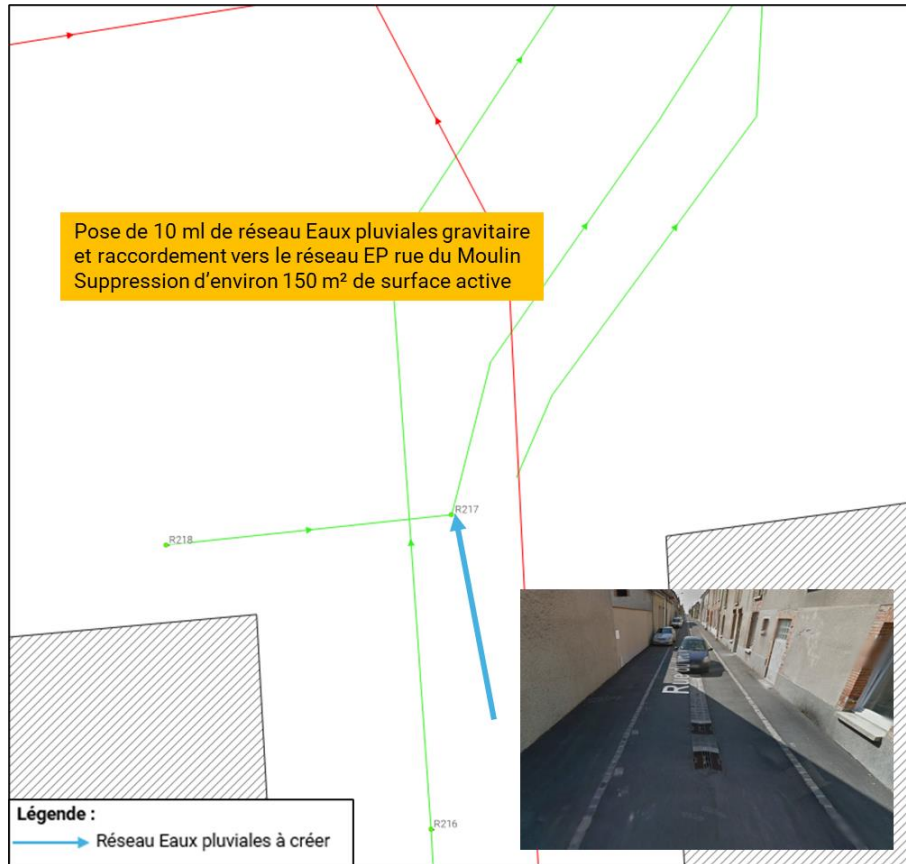 Pose de 10 ml de réseau Eaux pluviales gravitaire
et raccordement vers le réseau EP rue du Moulin
Suppression d’environ 150 m² de surface active
R217
R218
R216
Légende :
Réseau Eaux pluviales à créer